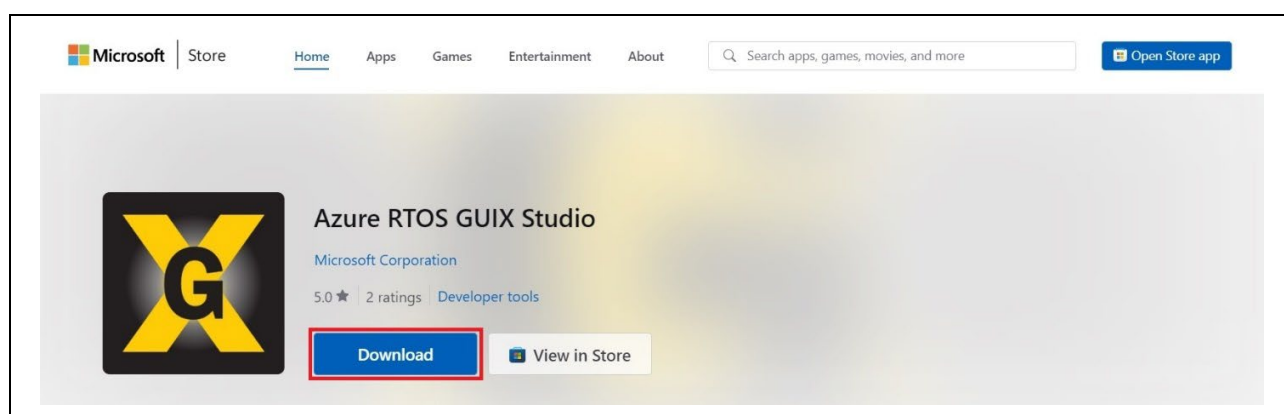 Microsoft Store Home Apps Games Entertainment About Search apps, games, movies, and more Open Store app
Azure RTOS GUIX Studio
Microsoft Corporation
5.0 ★ 2 ratings Developer tools
Download View in Store
X
G